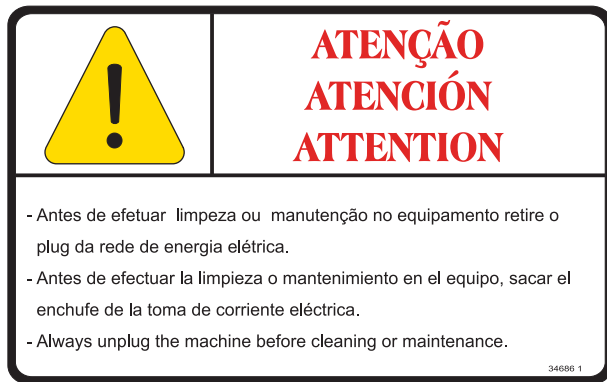 ATENÇÃO
ATENCIÓN
ATTENTION
- Antes de efetuar limpeza ou manutenção no equipamento retire o
plug da rede de energia elétrica.
- Antes de efectuar la limpieza o mantenimiento en el equipo, sacar el
enchufe de la toma de corriente eléctrica.
- Always unplug the machine before cleaning or maintenance.
34686 1